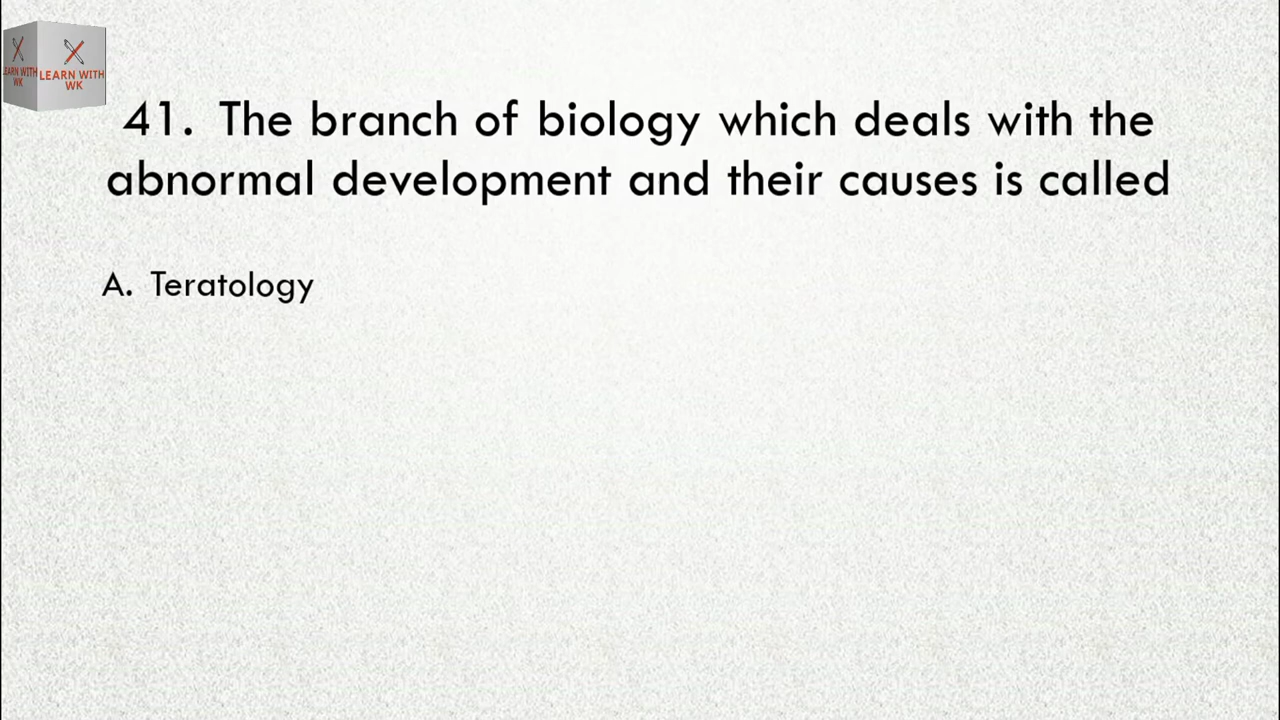 LEARN WITH
WK
LEARN WITH
WK
41. The branch of biology which deals with the
abnormal development and their causes is called
A. Teratology